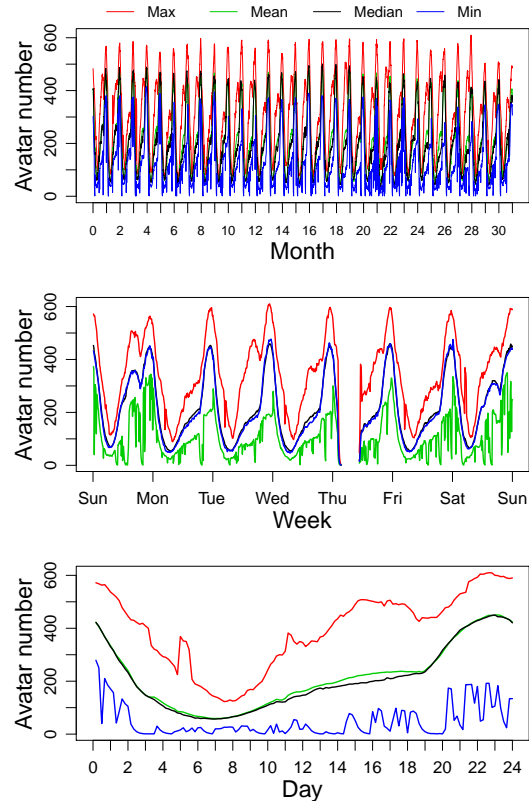 Max Mean Median Min
Avatar number
600
400
200
0
0 2 4 6 8 10 12 14 16 18 20 22 24 26 28 30
Month
Avatar number
600
400
200
0
Sun Mon Tue Wed Thu Fri Sat Sun
Week
Avatar number
600
400
200
0
0 2 4 6 8 10 12 14 16 18 20 22 24
Day